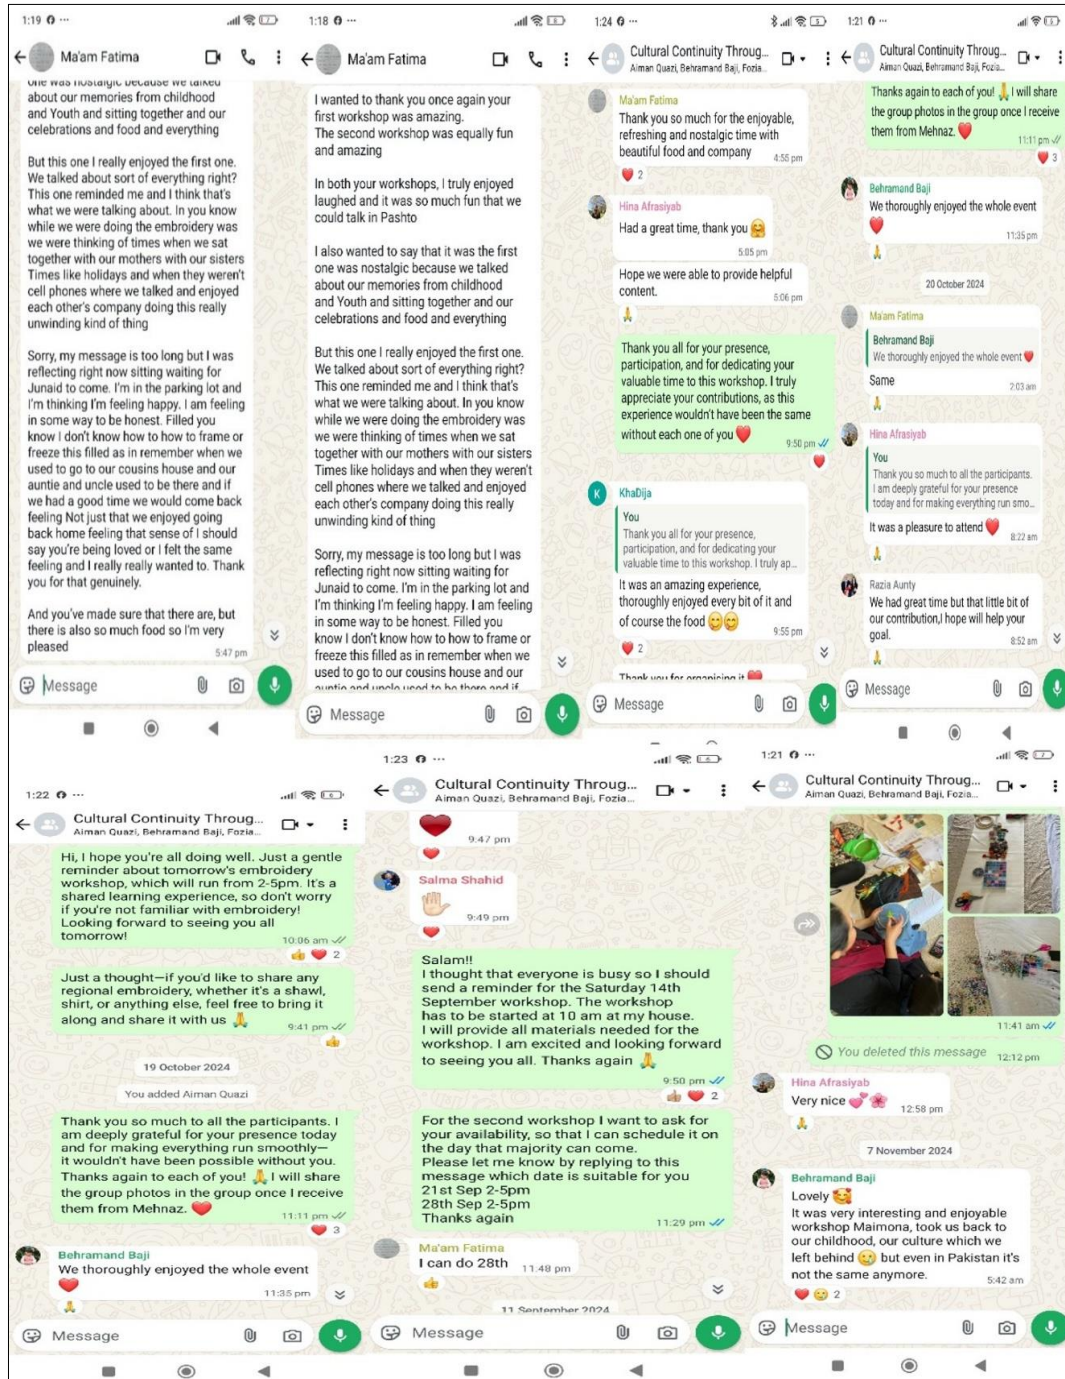 1:19
Ma'am Fatima
one was nostalgic because we talked
about our memories from childhood
and Youth and sitting together and our
celebrations and food and everything
But this one I really enjoyed the first one.
We talked about sort of everything right?
This one reminded me and I think that's
what we were talking about. In you know
while we were doing the embroidary was
we were thinking of times when we sat
together with our mothers with our sisters
Times like holidays and when they weren't
cell phones where we talked and enjoyed
each other's company doing this really
unwinding kind of thing
Sorry, my message is too long but I was
reflecting right now sitting waiting for
Junaid to come. I'm in the parking lot and
I'm thinking I'm feeling happy. I am feeling
in some way to be honest. Filled you
know I don't know how to how to frame or
freeze this filled as in remember when we
used to go to our cousins house and our
auntie and uncle used to be there and if
we had a good time we would come back
feeling Not just that we enjoyed going
back home feeling that sense of I should
say you're being loved or I felt the same
feeling and I really really wanted to. Thank
you for that genuinely.
And you've made sure that there are, but
there is also so much food so I'm very
pleased
5:47 pm
Message
1:18
Ma'am Fatima
I wanted to thank you once again your
first workshop was amazing.
The second workshop was equally fun
and amazing
In both your workshops, I truly enjoyed
laughed and it was so much fun that we
could talk in Pashto
I also wanted to say that it was the first
one was nostalgic because we talked
about our memories from childhood
and Youth and sitting together and our
celebrations and food and everything
But this one I really enjoyed the first one.
We talked about sort of everything right?
This one reminded me and I think that's
what we were talking about. In you know
while we were doing the embroidary was
we were thinking of times when we sat
together with our mothers with our sisters
Times like holidays and when they weren't
cell phones where we talked and enjoyed
each other's company doing this really
unwinding kind of thing
Sorry, my message is too long but I was
reflecting right now sitting waiting for
Junaid to come. I'm in the parking lot and
I'm thinking I'm feeling happy. I am feeling
in some way to be honest. Filled you
know I don't know how to how to frame or
freeze this filled as in remember when we
used to go to our cousins house and our
auntie and uncle used to be there and if
Message
1:24
Cultural Continuity Throug...
Aiman Quazi, Behramand Baji, Fozia...
Ma'am Fatima
Thank you so much for the enjoyable,
refreshing and nostalgic time with
beautiful food and company
4:55 pm
❤️ 2
Hina Afrasiyab
Had a great time, thank you 🤗
5:05 pm
Hope we were able to provide helpful
content.
5:06 pm
🙏
Thank you all for your presence,
participation, and for dedicating your
valuable time to this workshop. I truly
appreciate your contributions, as this
experience wouldn't have been the same
without each one of you ❤️
9:50 pm
❤️
K
KhaDija
You
Thank you all for your presence,
participation, and for dedicating your
valuable time to this workshop. I truly ap...
It was an amazing experience,
thoroughly enjoyed every bit of it and
of course the food 😋😋
9:55 pm
❤️ 2
Thank you for organising it ❤️
Message
1:21
Cultural Continuity Throug...
Aiman Quazi, Behramand Baji, Fozia...
Thanks again to each of you! 🙏 I will share
the group photos in the group once I receive
them from Mehnaz. ❤️
11:11 pm
❤️ 3
Behramand Baji
We thoroughly enjoyed the whole event
❤️
11:35 pm
🙏
20 October 2024
Ma'am Fatima
Behramand Baji
We thoroughly enjoyed the whole event ❤️
Same
2:03 am
🙏
Hina Afrasiyab
You
Thank you so much to all the participants.
I am deeply grateful for your presence
today and for making everything run smo...
It was a pleasure to attend ❤️
8:22 am
🙏
Razia Aunty
We had great time but that little bit of
our contribution,I hope will help your
goal.
8:52 am
🙏
Message
1:22
Cultural Continuity Throug...
Aiman Quazi, Behramand Baji, Fozia...
Hi, I hope you're all doing well. Just a gentle
reminder about tomorrow's embroidery
workshop, which will run from 2-5pm. It's a
shared learning experience, so don't worry
if you're not familiar with embroidery!
Looking forward to seeing you all
tomorrow!
10:06 am
👍 ❤️ 2
Just a thought—if you'd like to share any
regional embroidery, whether it's a shawl,
shirt, or anything else, feel free to bring it
along and share it with us 🙏
9:41 pm
👍
19 October 2024
You added Aiman Quazi
Thank you so much to all the participants. I
am deeply grateful for your presence today
and for making everything run smoothly—
it wouldn't have been possible without you.
Thanks again to each of you! 🙏 I will share
the group photos in the group once I receive
them from Mehnaz. ❤️
11:11 pm
❤️ 3
Behramand Baji
We thoroughly enjoyed the whole event
❤️
11:35 pm
🙏
Message
1:23
Cultural Continuity Throug...
Aiman Quazi, Behramand Baji, Fozia...
❤️
9:47 pm
❤️
Salma Shahid
🖐🏻
9:49 pm
❤️
Salam!!
I thought that everyone is busy so I should
send a reminder for the Saturday 14th
September workshop. The workshop
has to be started at 10 am at my house.
I will provide all materials needed for the
workshop. I am excited and looking forward
to seeing you all. Thanks again 🙏
9:50 pm
👍 ❤️ 2
For the second workshop I want to ask for
your availability, so that I can schedule it on
the day that majority can come.
Please let me know by replying to this
message which date is suitable for you
21st Sep 2-5pm
28th Sep 2-5pm
Thanks again
11:29 pm
Ma'am Fatima
I can do 28th
11:48 pm
👍
11 September 2024
Message
1:21
Cultural Continuity Throug...
Aiman Quazi, Behramand Baji, Fozia...
11:41 am
You deleted this message
12:12 pm
Hina Afrasiyab
Very nice 💕🌸
12:58 pm
🙏
7 November 2024
Behramand Baji
Lovely 🥰
It was very interesting and enjoyable
workshop Maimona, took us back to
our childhood, our culture which we
left behind 🥲 but even in Pakistan it's
not the same anymore.
5:42 am
❤️ 😢 2
Message